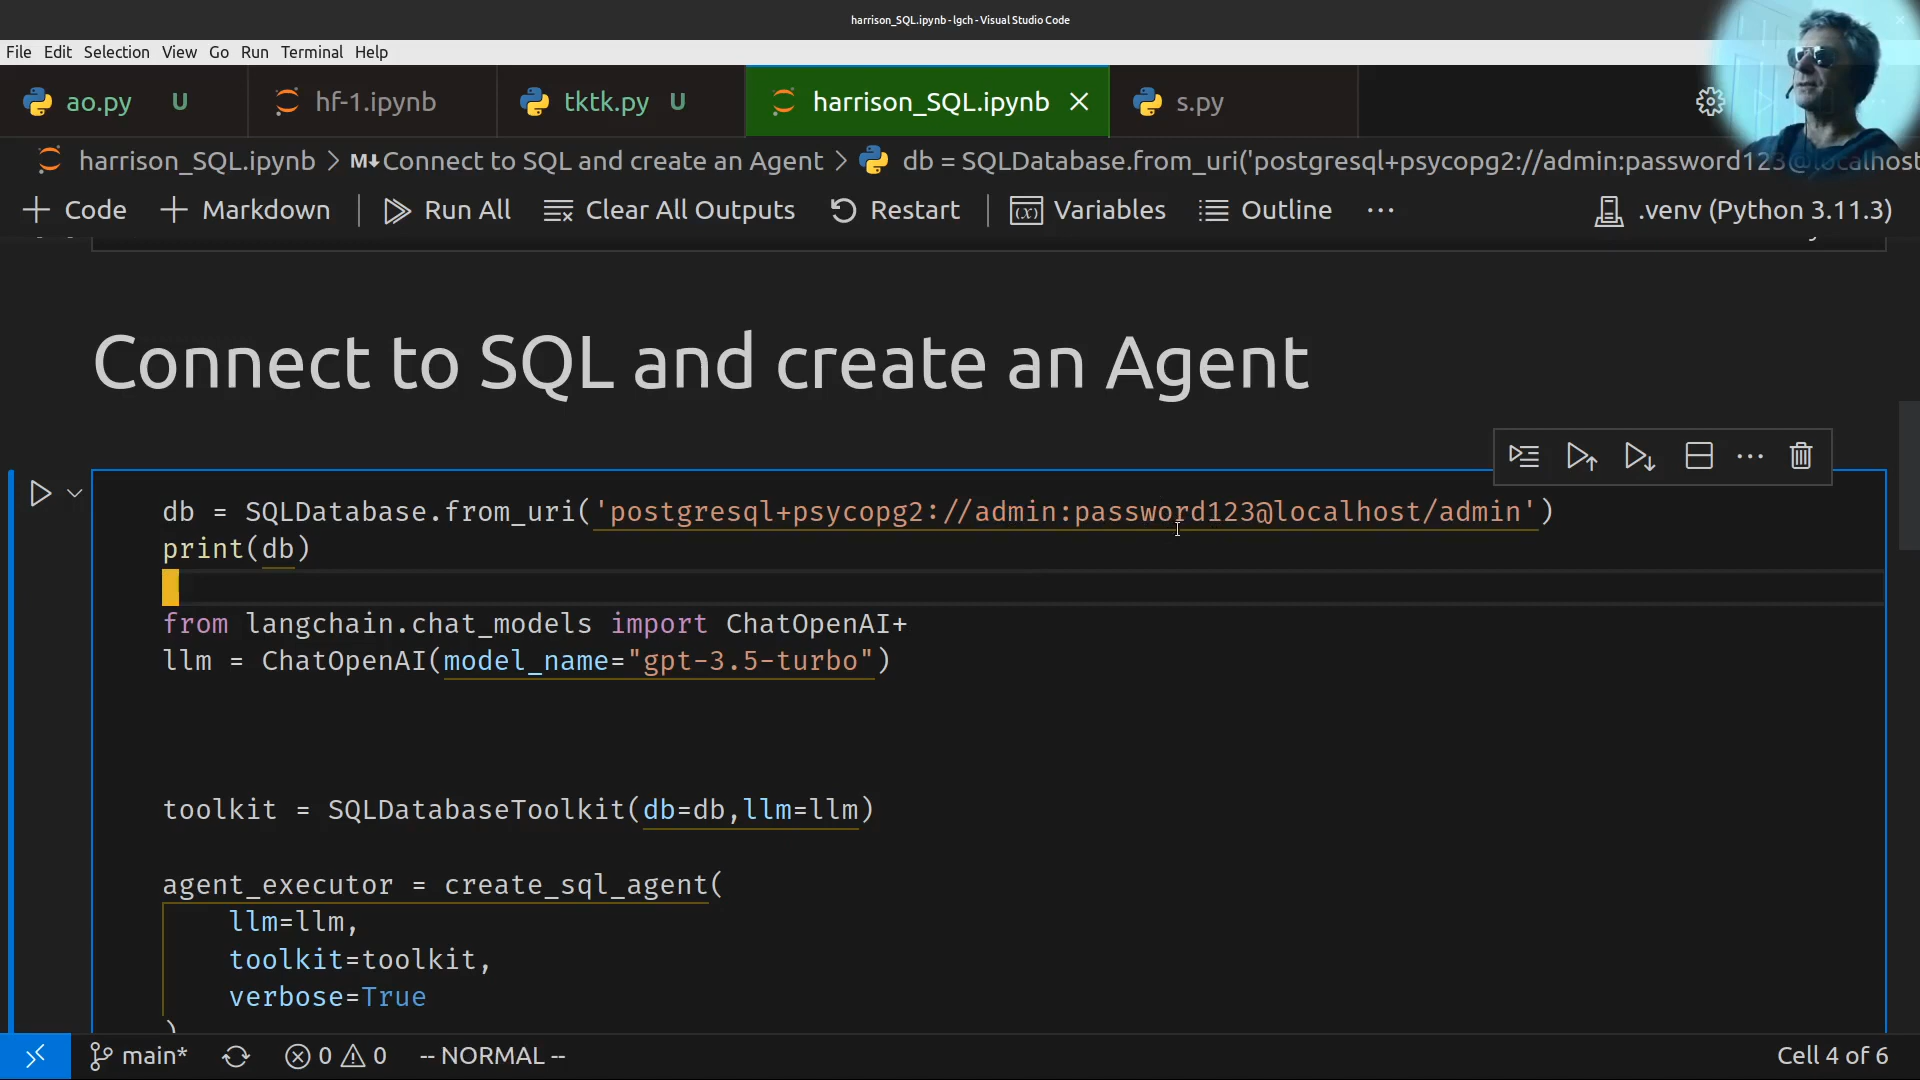 harrison_SQL.ipynb - lgch - Visual Studio Code
File Edit Selection View Go Run Terminal Help
ao.py U hf-1.ipynb tktk.py U harrison_SQL.ipynb s.py
harrison_SQL.ipynb > M↓Connect to SQL and create an Agent > db = SQLDatabase.from_uri('postgresql+psycopg2://admin:password123@localhost
+ Code + Markdown Run All Clear All Outputs Restart (x) Variables Outline ... .venv (Python 3.11.3)
Connect to SQL and create an Agent
db = SQLDatabase.from_uri('postgresql+psycopg2://admin:password123@localhost/admin')
print(db)
from langchain.chat_models import ChatOpenAI+
llm = ChatOpenAI(model_name="gpt-3.5-turbo")
toolkit = SQLDatabaseToolkit(db=db,llm=llm)
agent_executor = create_sql_agent(
llm=llm,
toolkit=toolkit,
verbose=True
)
main* 0 0 -- NORMAL -- Cell 4 of 6